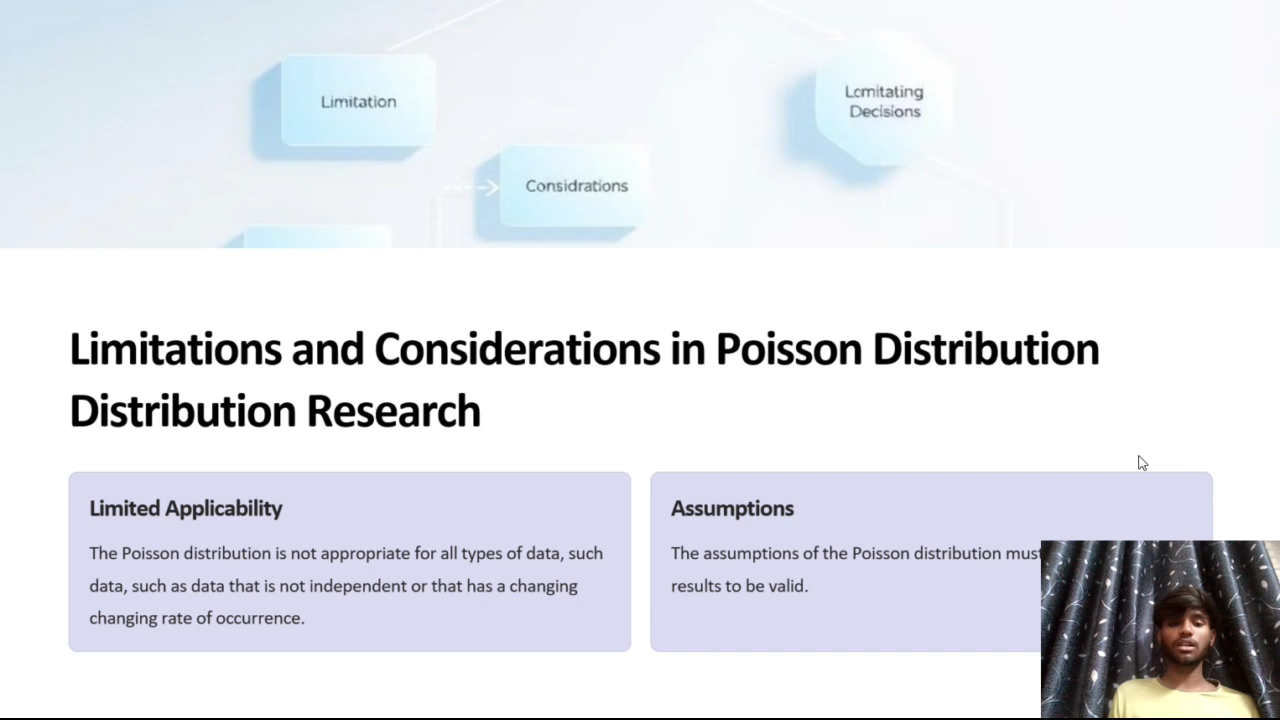 Limitation
Lcmitating
Decisions
Considrations
Limitations and Considerations in Poisson Distribution
Distribution Research
Limited Applicability
The Poisson distribution is not appropriate for all types of data, such
data, such as data that is not independent or that has a changing
changing rate of occurrence.
Assumptions
The assumptions of the Poisson distribution must
results to be valid.